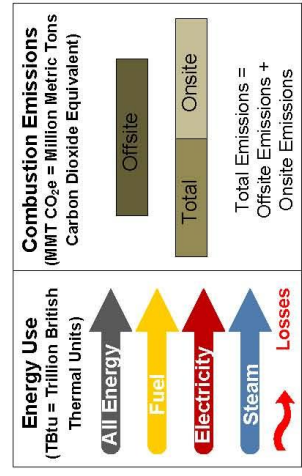 Energy Use
(TBtu = Trillion British
Thermal Units)
All Energy
Fuel
Electricity
Steam
Losses
Combustion Emissions
(MMT CO₂e = Million Metric Tons
Carbon Dioxide Equivalent)
Offsite
Total
Onsite
Total Emissions =
Offsite Emissions +
Onsite Emissions